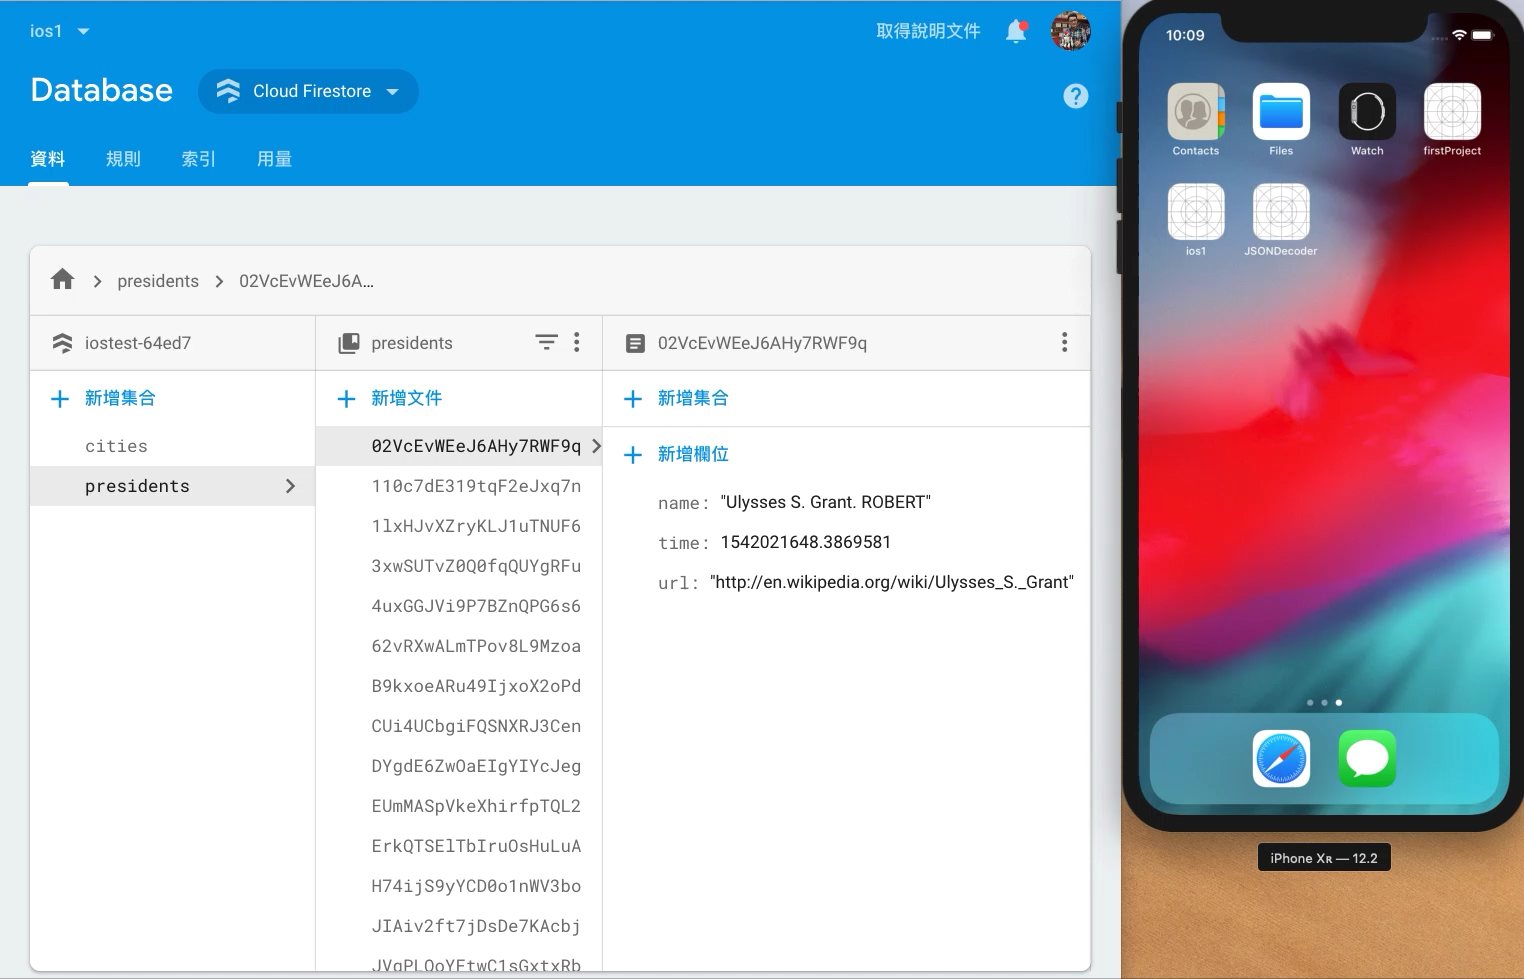 ios1
取得說明文件
Database
Cloud Firestore
?
資料
規則
索引
用量
presidents
02VcEvWEeJ6A...
iostest-64ed7
presidents
02VcEvWEeJ6AHy7RWF9q
新增集合
新增文件
新增集合
cities
presidents
02VcEvWEeJ6AHy7RWF9q
110c7dE319tqF2eJxq7n
1lxHJvXZryKLJ1uTNUF6
3xwSUTvZ0Q0fqQUYgRFu
4uxGGJVi9P7BZnQPG6s6
62vRXwALmTPov8L9Mzoa
B9kxoeARu49IjxoX2oPd
CUi4UCbgiFQSNXRJ3Cen
DYgdE6ZwOaEIgYIYcJeg
EUmMASpVkeXhirfpTQL2
ErkQTSElTbIruOsHuLuA
H74ijS9yYCD0o1nWV3bo
JIAiv2ft7jDsDe7KAcbj
新增欄位
name: "Ulysses S. Grant. ROBERT"
time: 1542021648.3869581
url: "http://en.wikipedia.org/wiki/Ulysses_S._Grant"
10:09
Contacts
Files
Watch
firstProject
ios1
JSONDecoder
iPhone Xʀ — 12.2